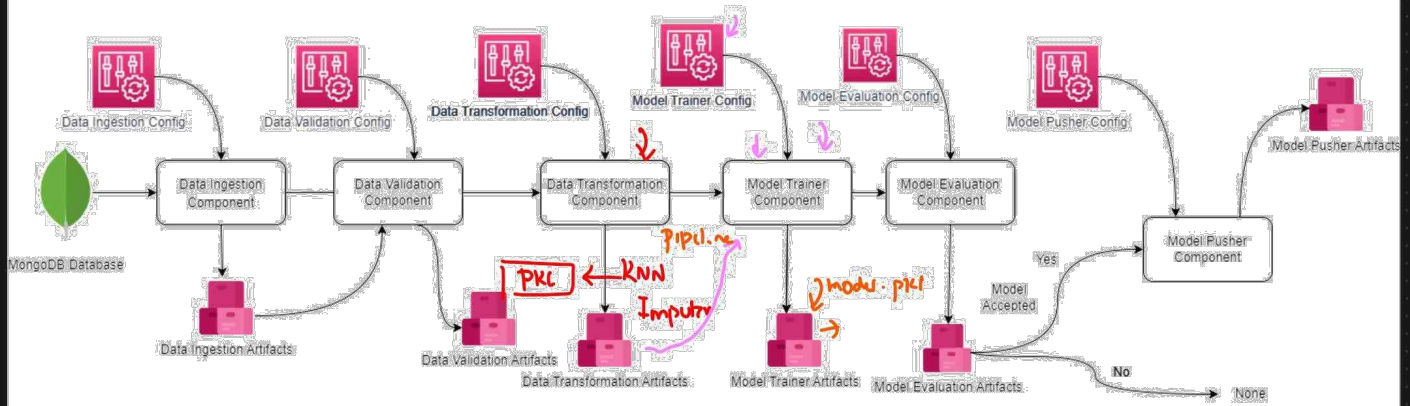 Data Ingestion Config
Data Validation Config
Data Transformation Config
Model Trainer Config
Model Evaluation Config
Model Pusher Config
Model Pusher Artifacts
MongoDB Database
Data Ingestion
Component
Data Validation
Component
Data Transformation
Component
Model Trainer
Component
Model Evaluation
Component
Model Pusher
Component
Pipeline
PKL
KNN
Imputer
model.pkl
Yes
Model
Accepted
No
None
Data Ingestion Artifacts
Data Validation Artifacts
Data Transformation Artifacts
Model Trainer Artifacts
Model Evaluation Artifacts